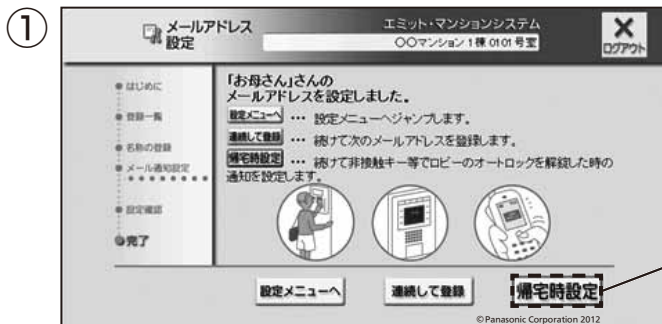 ①
メールアドレス
設定
エミット・マンションシステム
〇〇マンション 1棟 0101号室
ログアウト
はじめに
登録一覧
名称の登録
メール通知設定
設定確認
完了
「お母さん」さんの
メールアドレスを設定しました。
設定メニューへ … 設定メニューへジャンプします。
連続して登録 … 続けて次のメールアドレスを登録します。
帰宅時設定 … 続けて非接触キー等でロビーのオートロックを解錠した時の
通知を設定します。
設定メニューへ 連続して登録 帰宅時設定
©Panasonic Corporation 2012